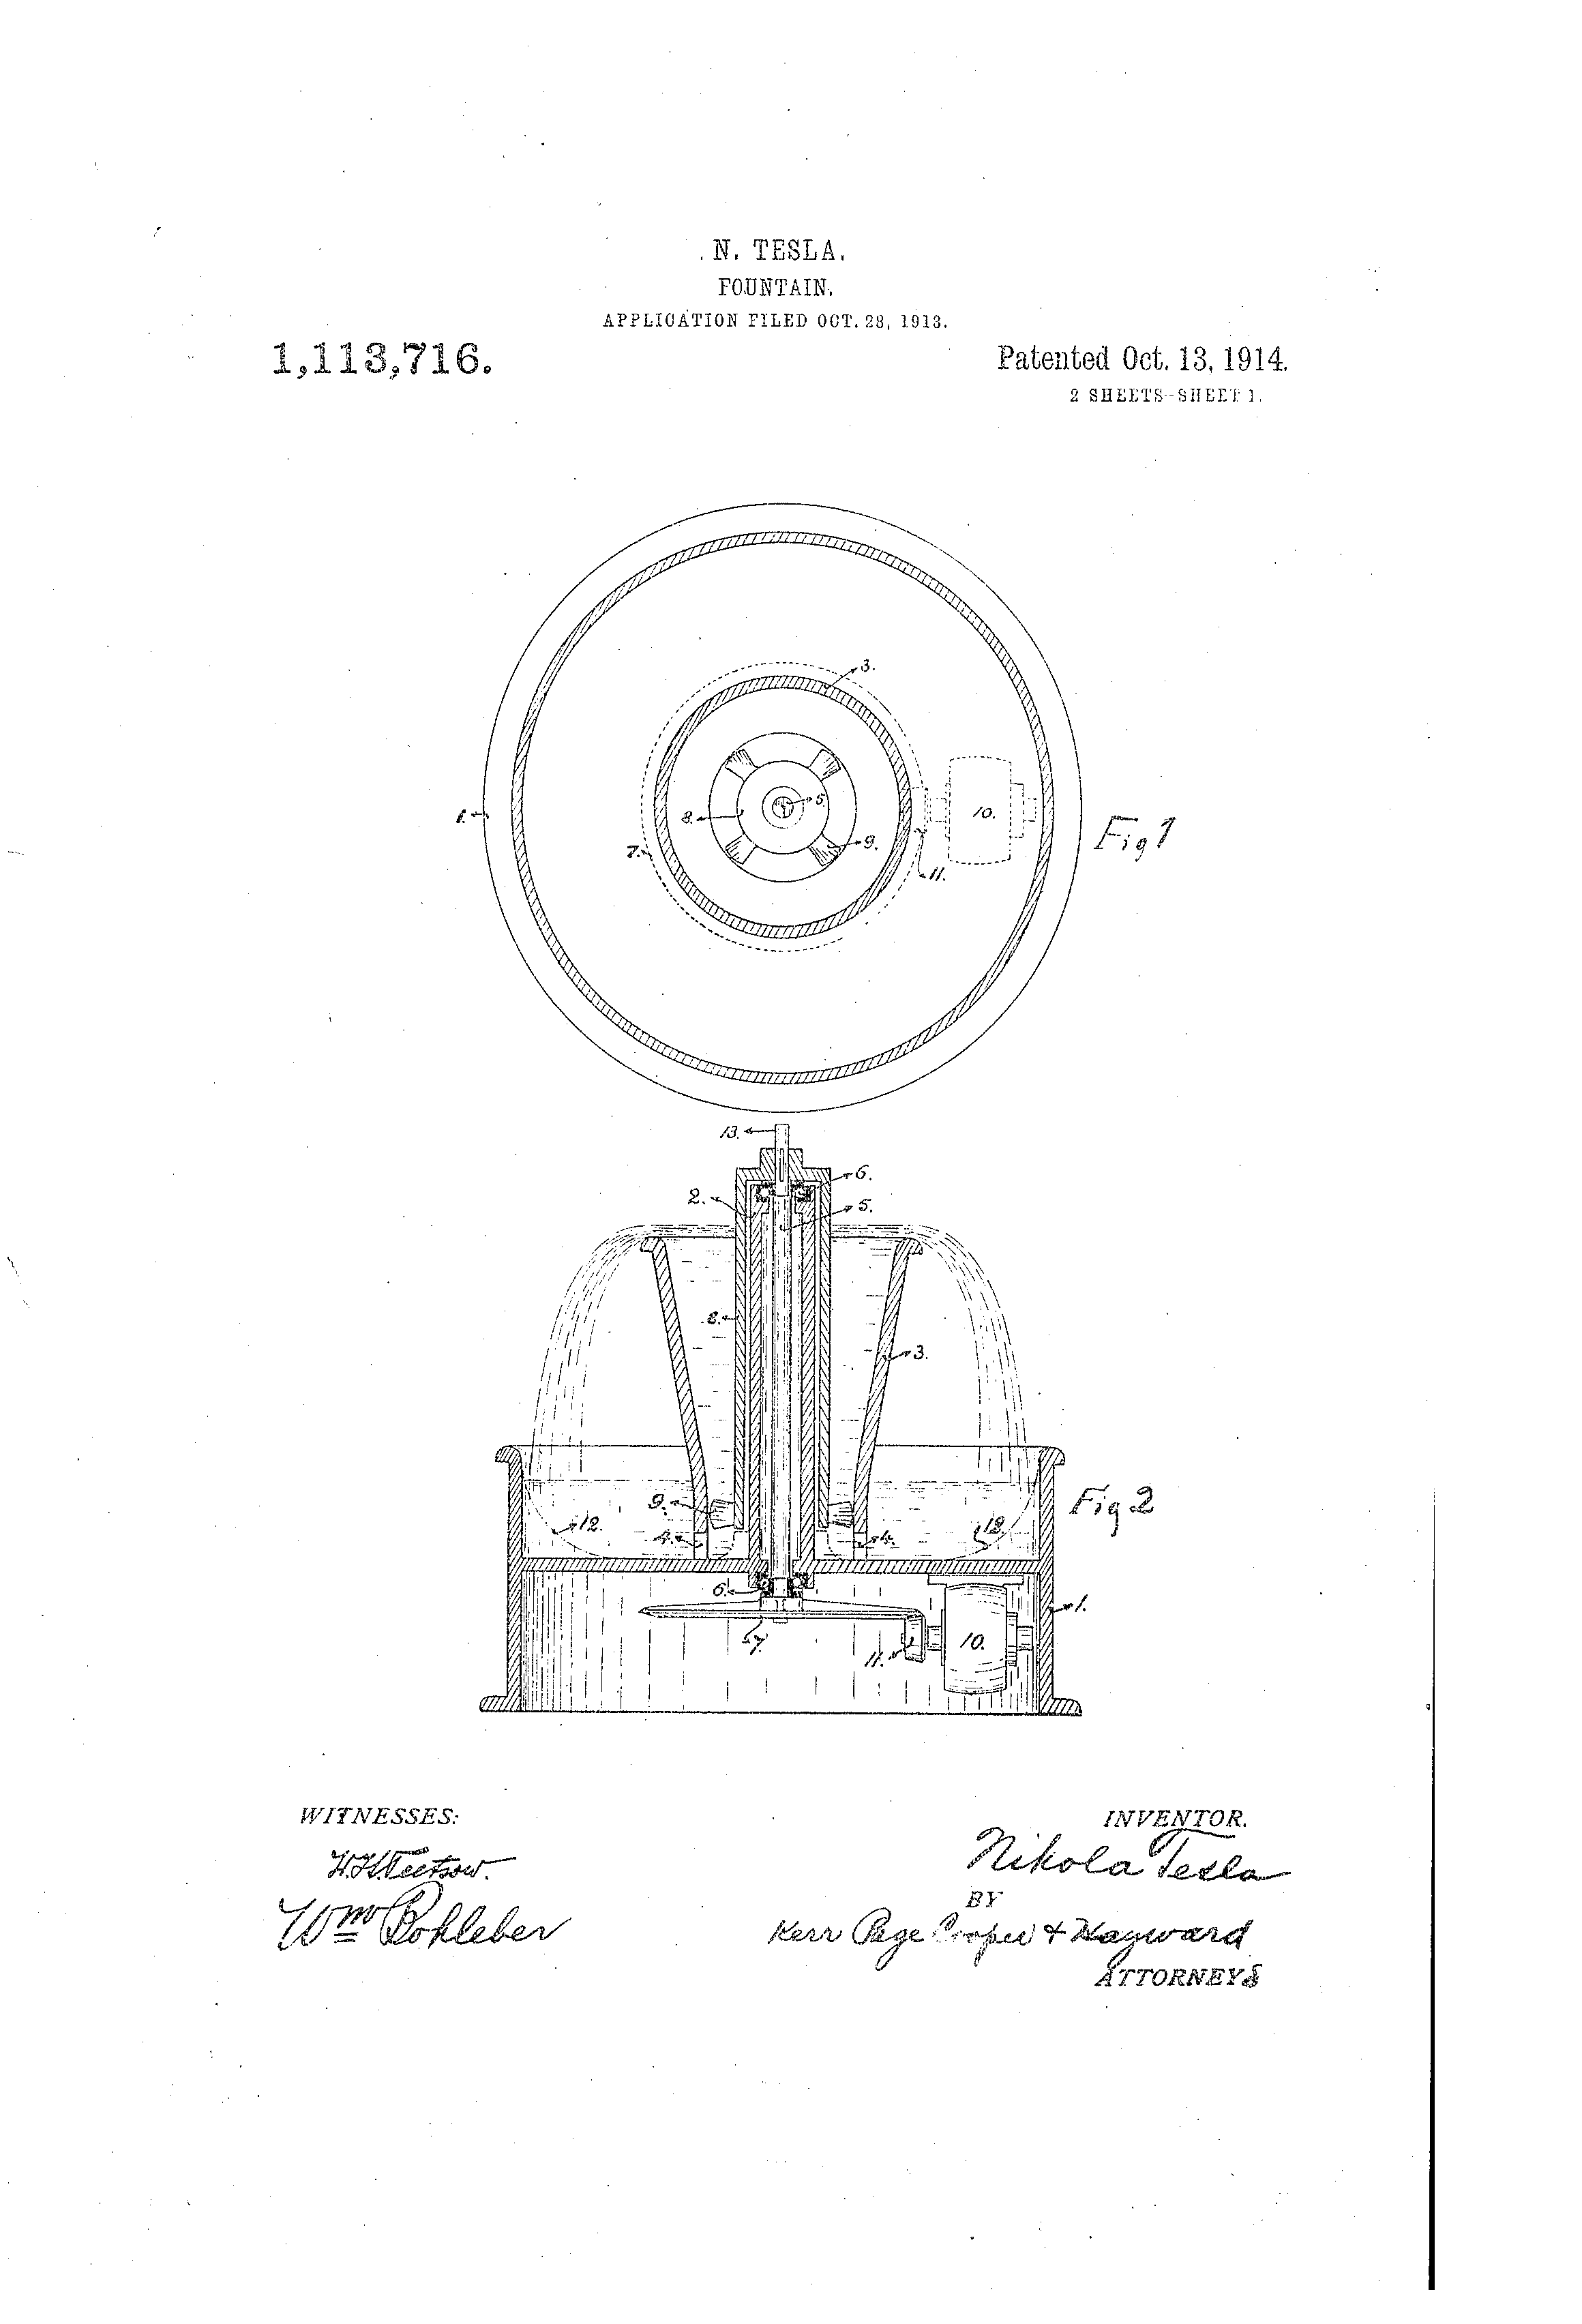 N. TESLA.
FOUNTAIN.
APPLICATION FILED OCT. 28, 1913.
1,113,716.
Patented Oct. 13, 1914.
2 SHEETS-SHEET 1.
3.
5.
8.
9.
10.
1.
7.
11.
Fig 1
13.
6.
2.
5.
8.
3.
9.
Fig 2
12.
12.
4.
4.
6.
1.
7.
10.
11.
WITNESSES:
INVENTOR.
Nikola Tesla
Wm Bohleber
BY
Kerr Page Cooper & Hayward
ATTORNEYS